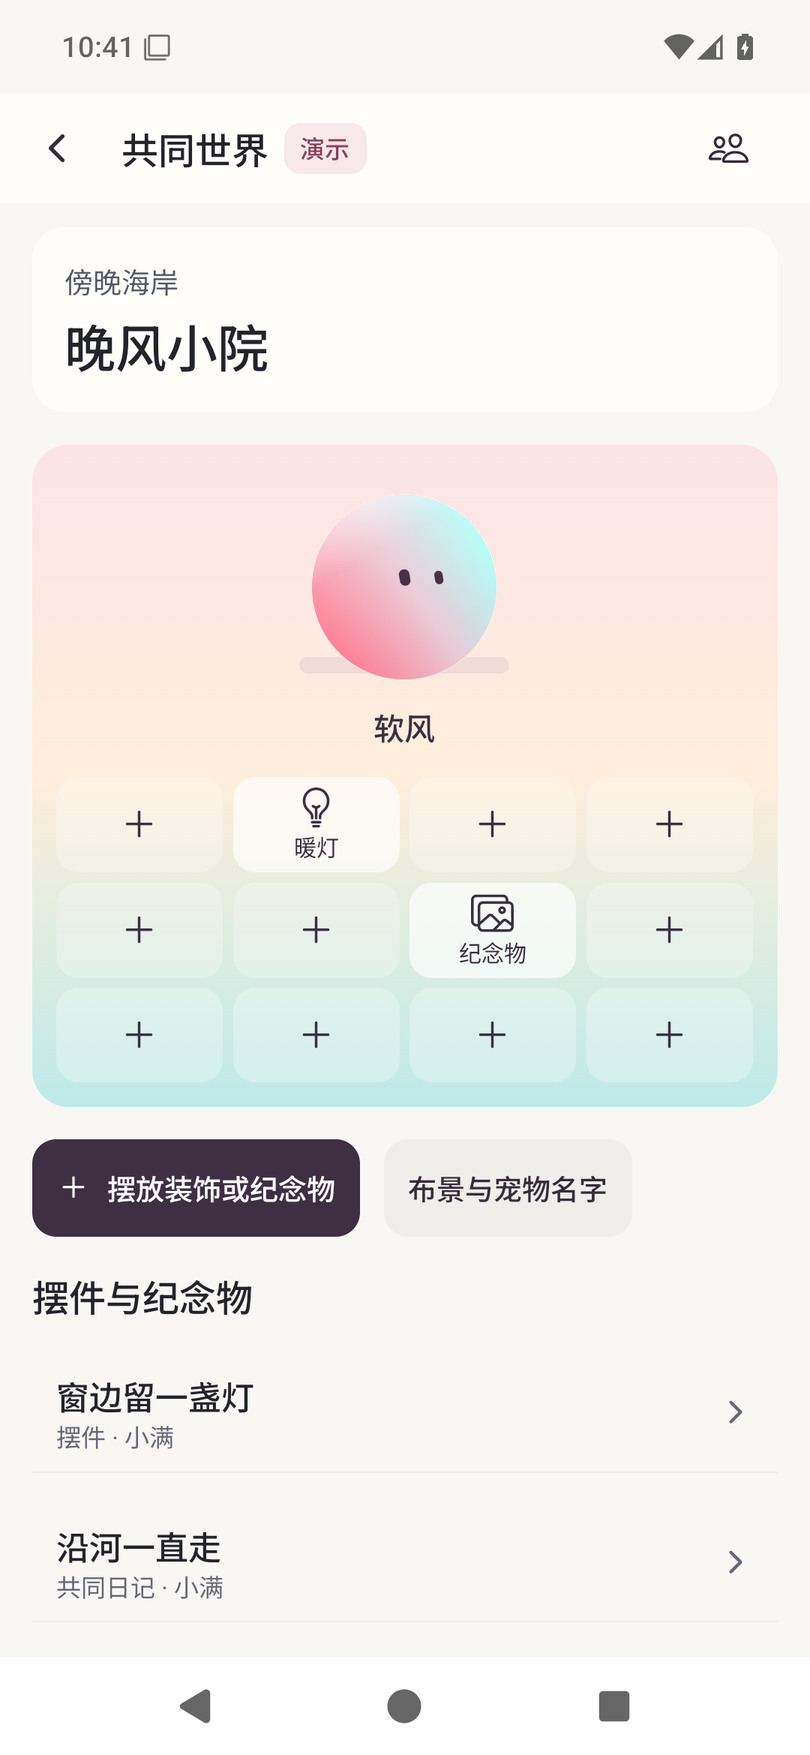 10:41
共同世界 演示
傍晚海岸
晚风小院
软风
暖灯
纪念物
摆放装饰或纪念物 布景与宠物名字
摆件与纪念物
窗边留一盏灯
摆件 · 小满
沿河一直走
共同日记 · 小满